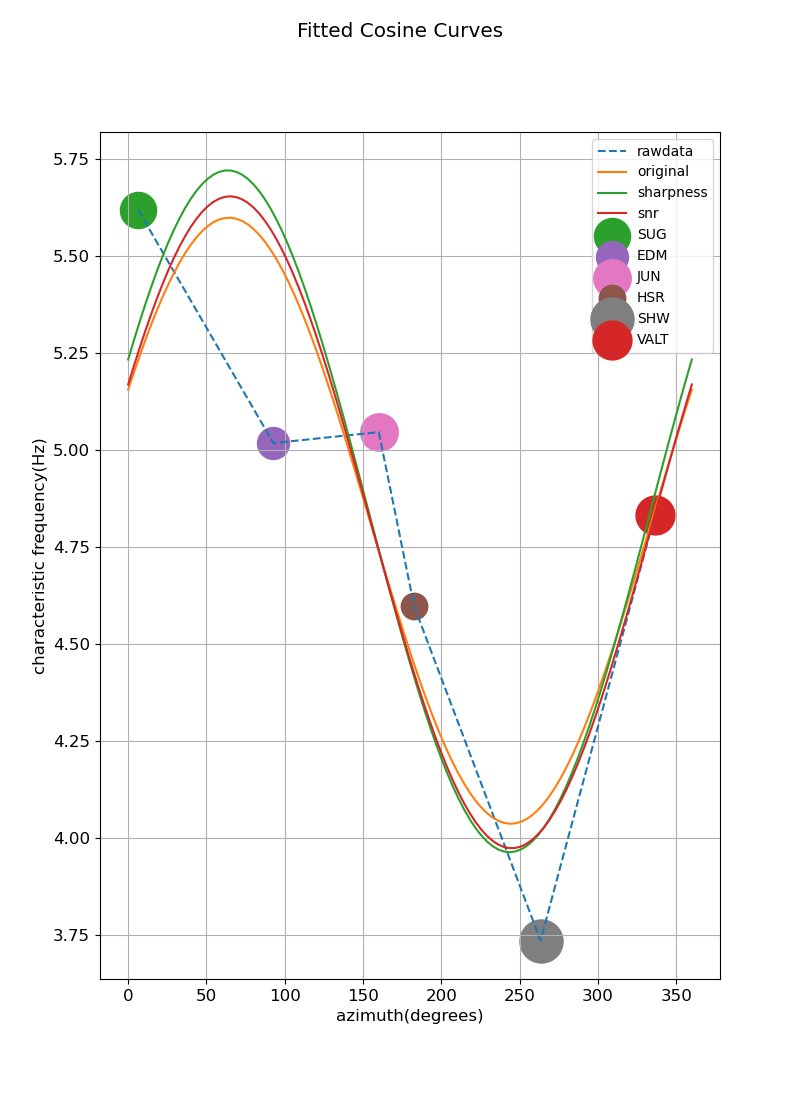 Fitted Cosine Curves
characteristic frequency(Hz)
5.75
5.50
5.25
5.00
4.75
4.50
4.25
4.00
3.75
rawdata
original
sharpness
snr
SUG
EDM
JUN
HSR
SHW
VALT
0 50 100 150 200 250 300 350
azimuth(degrees)